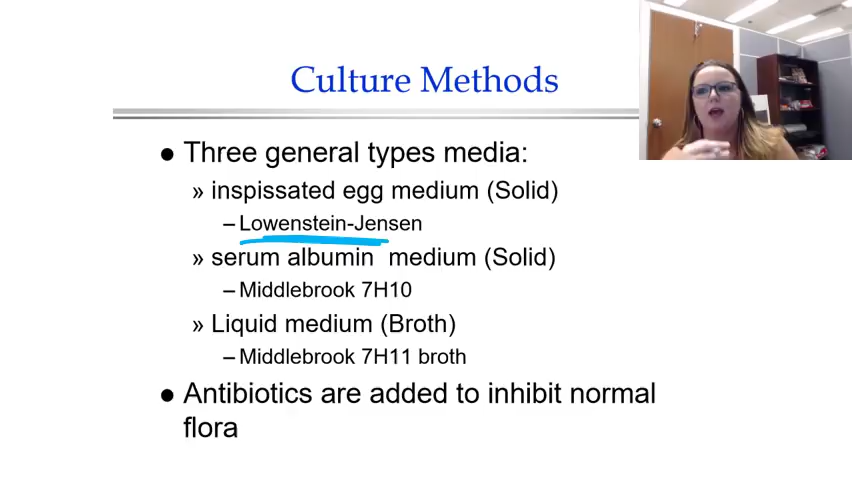 Culture Methods
● Three general types media:
» inspissated egg medium (Solid)
– Lowenstein-Jensen
» serum albumin medium (Solid)
– Middlebrook 7H10
» Liquid medium (Broth)
– Middlebrook 7H11 broth
● Antibiotics are added to inhibit normal
flora